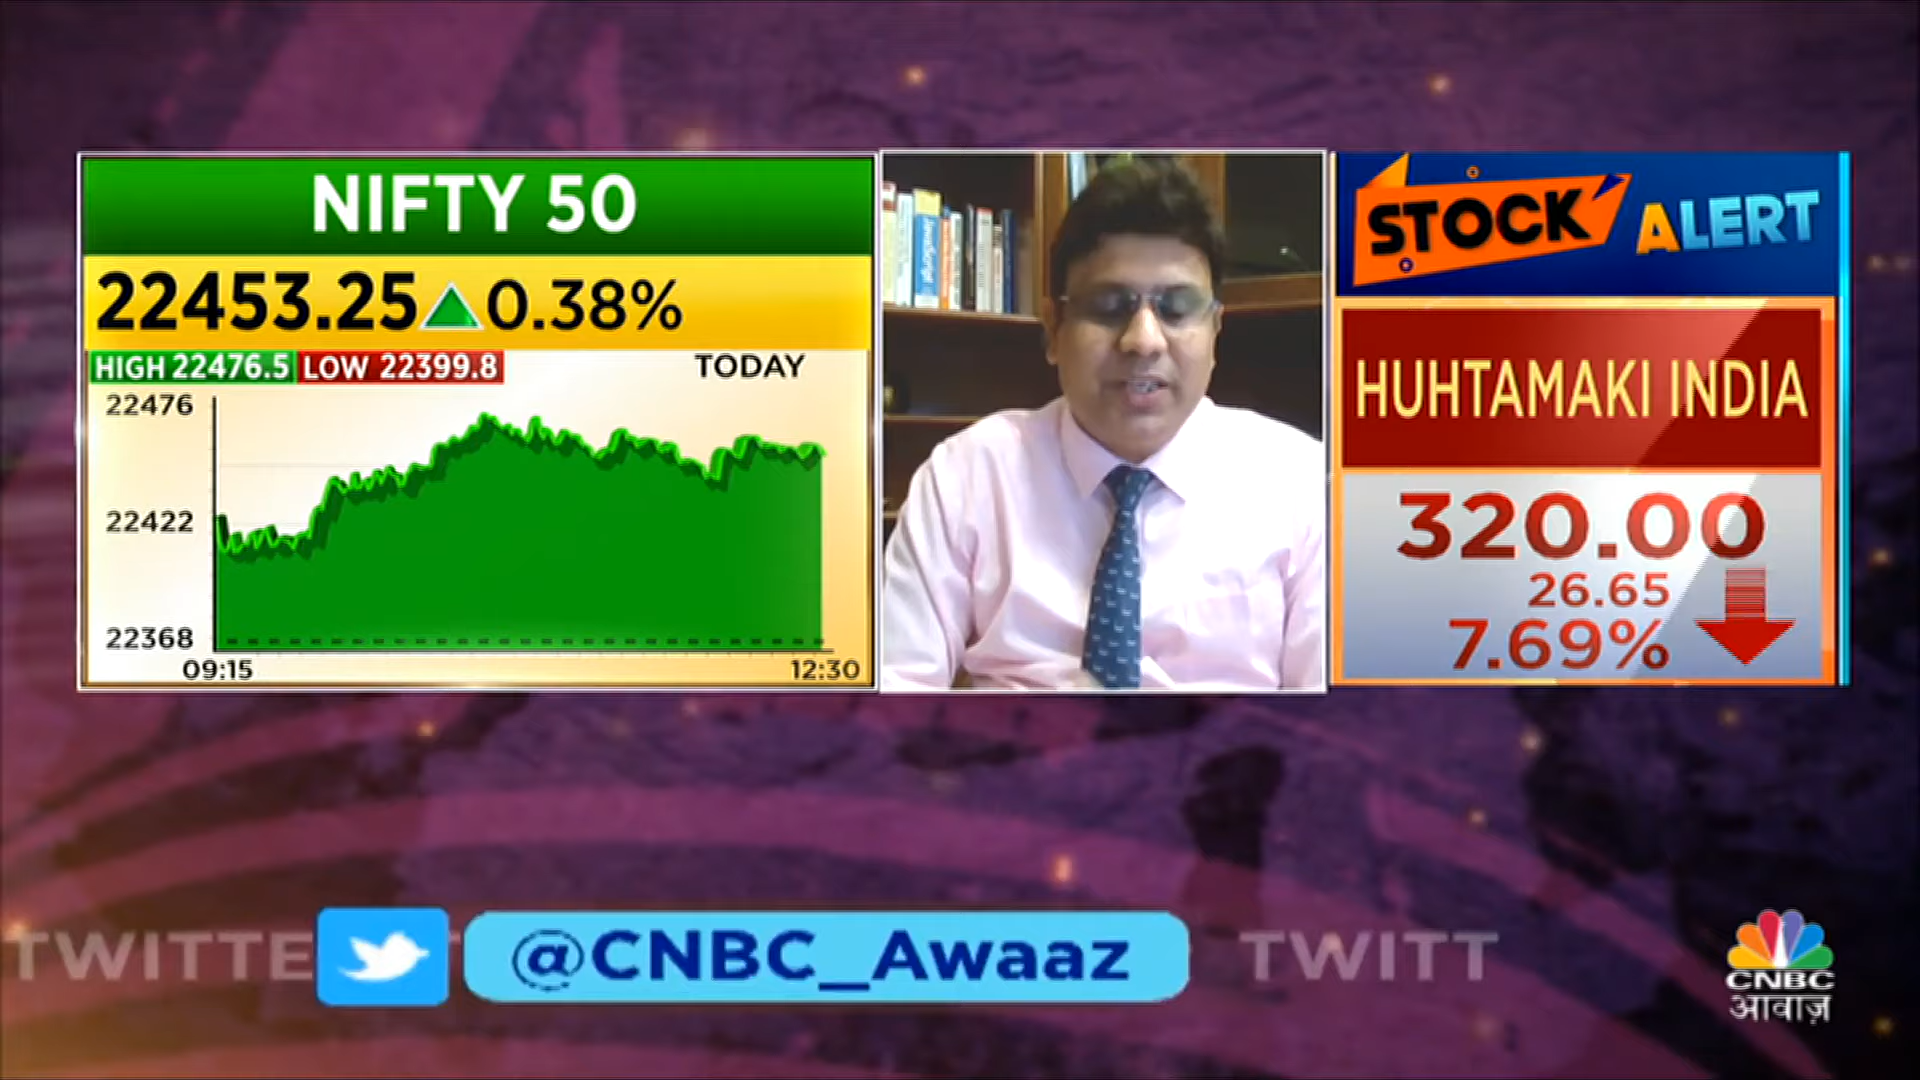 NIFTY 50
22453.25 0.38%
HIGH 22476.5 LOW 22399.8 TODAY
22476
22422
22368
09:15 12:30
JavaScript
STOCK ALERT
HUHTAMAKI INDIA
320.00
26.65
7.69%
TWITTE @CNBC_Awaaz TWITT
CNBC
आवाज़